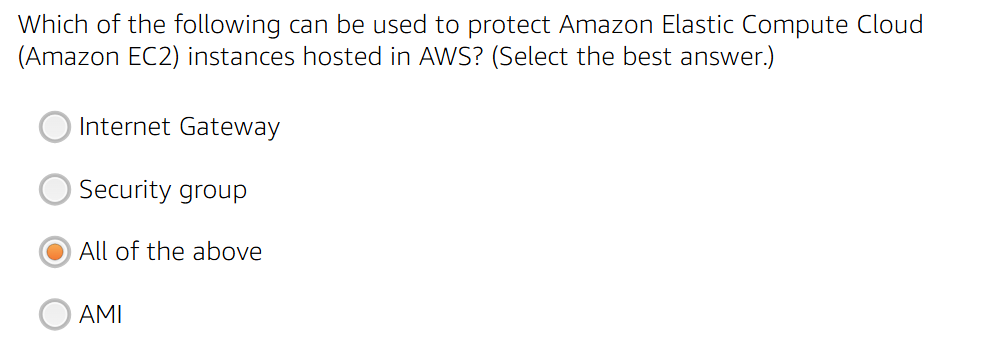 Which of the following can be used to protect Amazon Elastic Compute Cloud
(Amazon EC2) instances hosted in AWS? (Select the best answer.)
Internet Gateway
Security group
All of the above
AMI